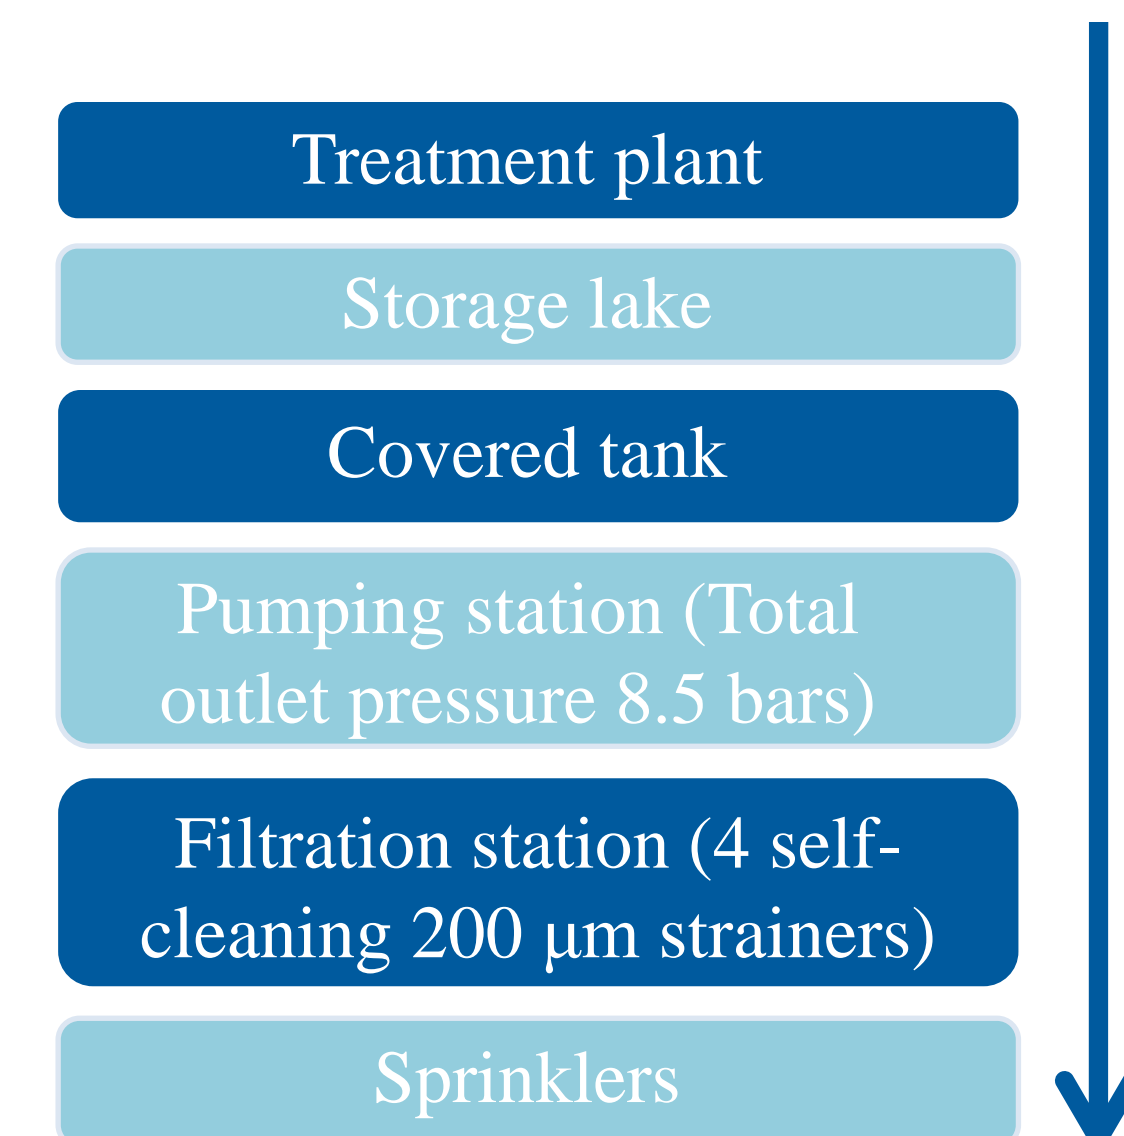 Treatment plant
Storage lake
Covered tank
Pumping station (Total
outlet pressure 8.5 bars)
Filtration station (4 self-
cleaning 200 μm strainers)
Sprinklers